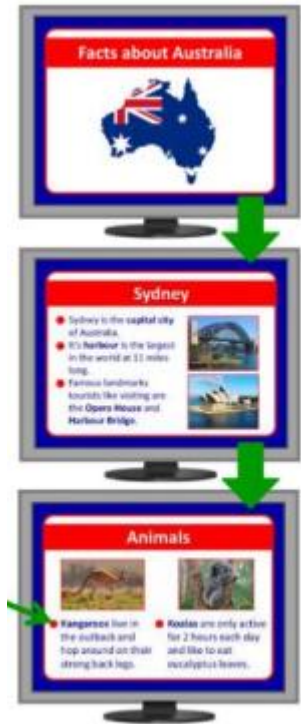 Facts about Australia
Sydney
Sydney is the capital city
of Australia.
It's harbour is the largest
in the world at 11 miles
long.
Famous landmarks
tourists like visiting are
the Opera House and
Harbour Bridge.
Animals
Kangaroos live in
the outback and
hop around on their
strong back legs.
Koalas are only active
for 2 hours each day
and like to eat
eucalyptus leaves.